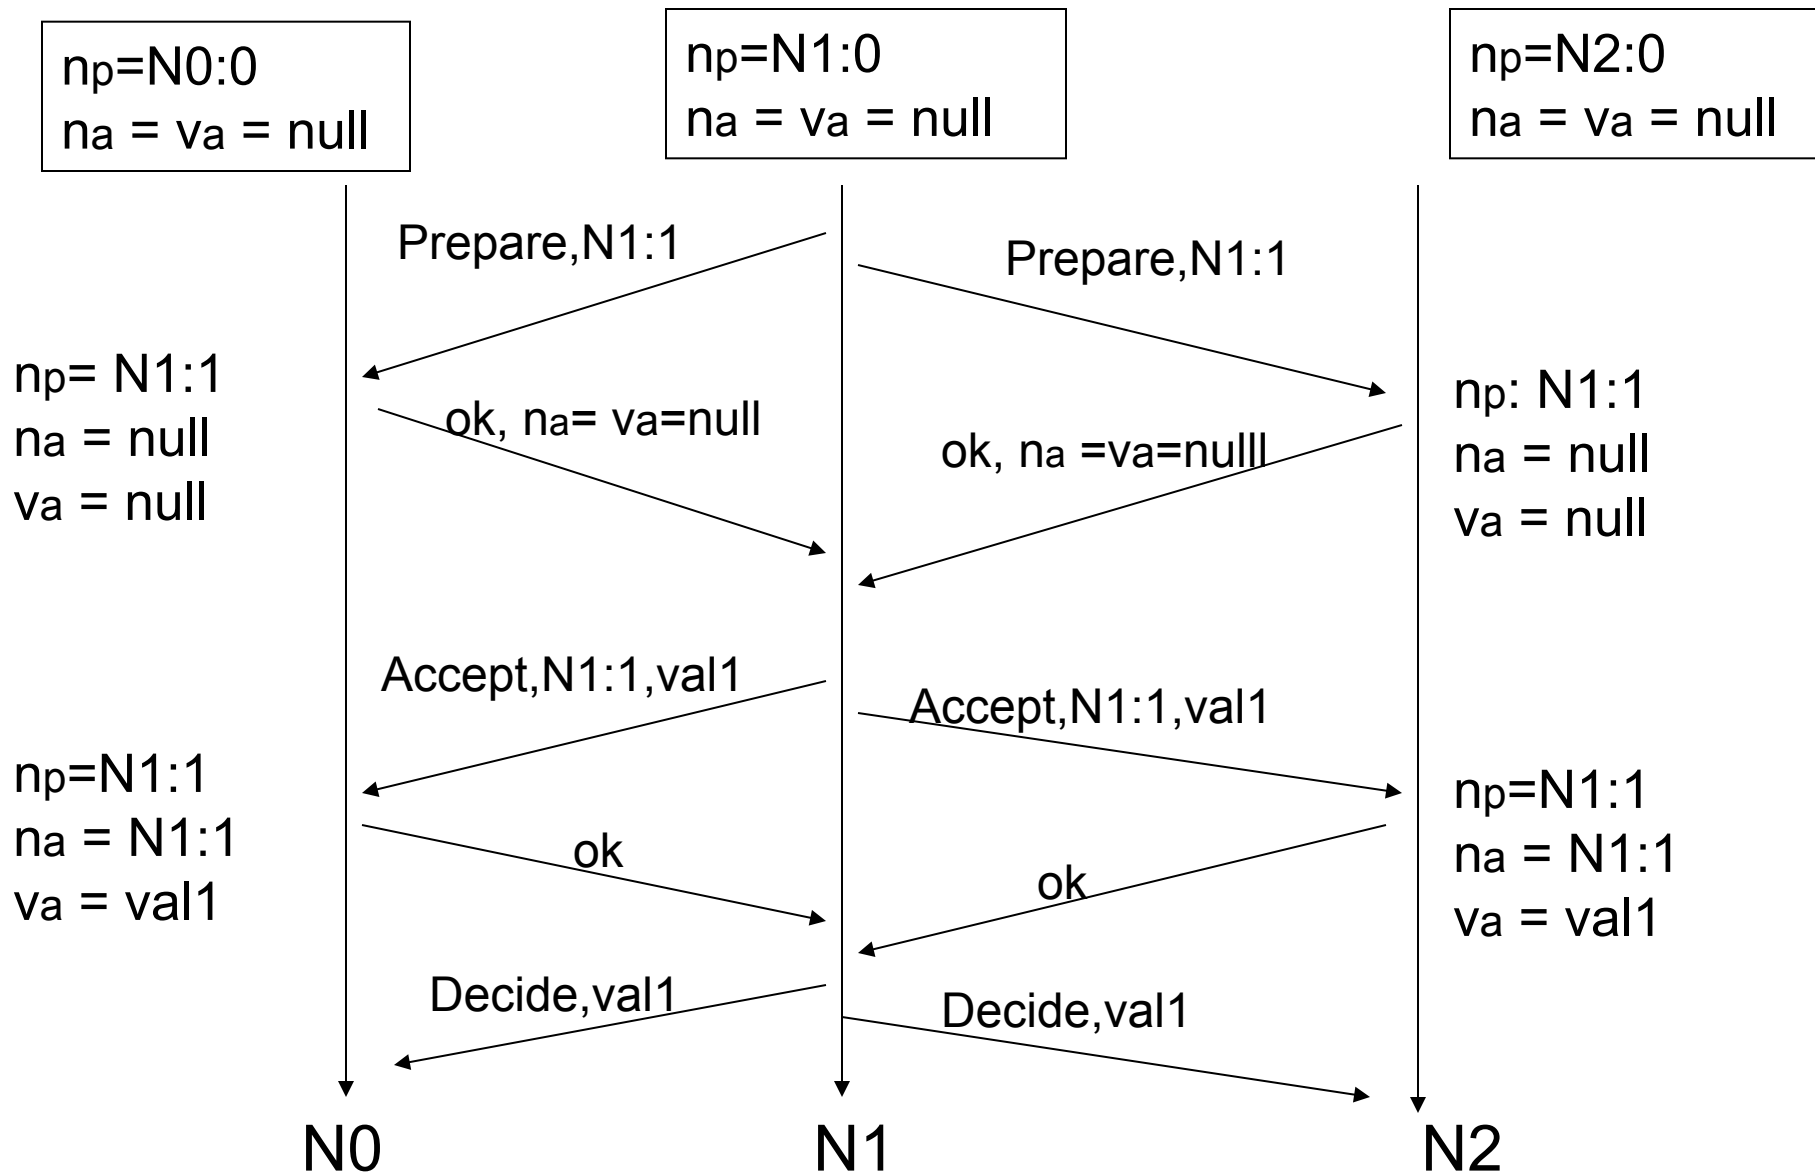 np=N0:0
na = va = null
np=N1:0
na = va = null
np=N2:0
na = va = null
Prepare,N1:1
Prepare,N1:1
np= N1:1
na = null
va = null
ok, na= va=null
ok, na =va=nulll
np: N1:1
na = null
va = null
Accept,N1:1,val1
Accept,N1:1,val1
np=N1:1
na = N1:1
va = val1
ok
ok
np=N1:1
na = N1:1
va = val1
Decide,val1
Decide,val1
N0
N1
N2